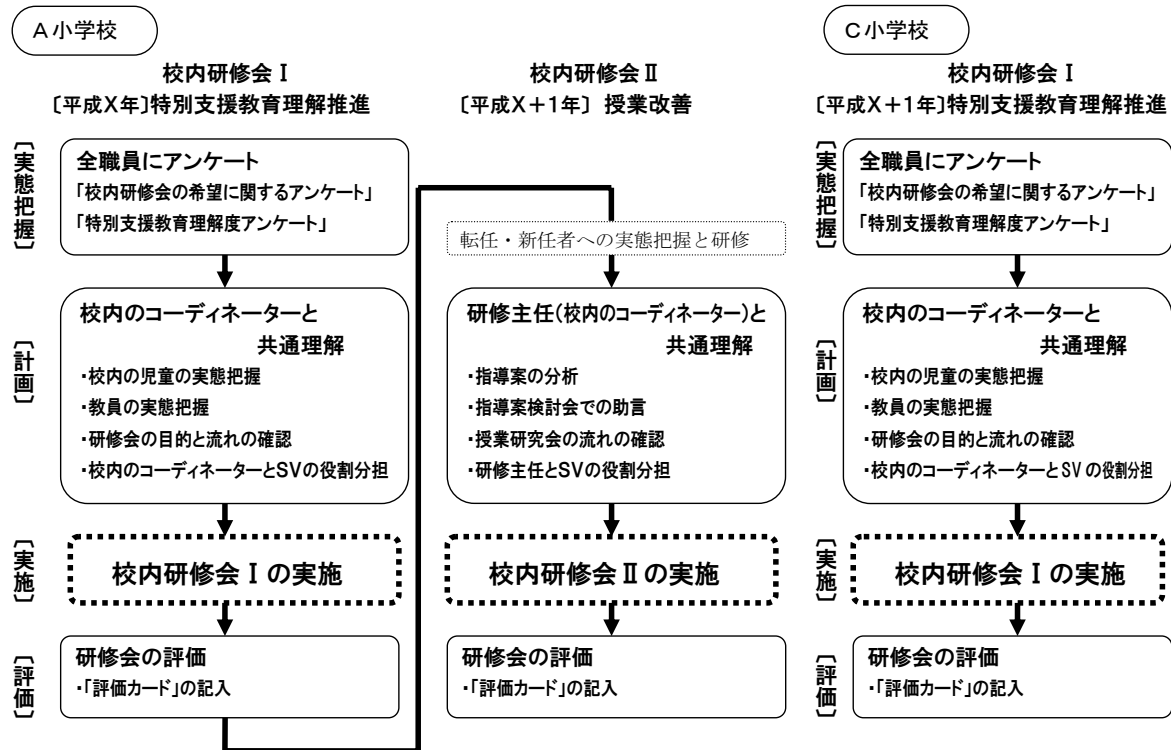 A小学校
校内研修会Ⅰ
〔平成X年〕特別支援教育理解推進
〔実態把握〕
全職員にアンケート
「校内研修会の希望に関するアンケート」
「特別支援教育理解度アンケート」
〔計画〕
校内のコーディネーターと
共通理解
・校内の児童の実態把握
・教員の実態把握
・研修会の目的と流れの確認
・校内のコーディネーターとSVの役割分担
〔実施〕
校内研修会Ⅰの実施
〔評価〕
研修会の評価
・「評価カード」の記入
校内研修会Ⅱ
〔平成X+1年〕 授業改善
転任・新任者への実態把握と研修
研修主任(校内のコーディネーター)と
共通理解
・指導案の分析
・指導案検討会での助言
・授業研究会の流れの確認
・研修主任とSVの役割分担
校内研修会Ⅱの実施
研修会の評価
・「評価カード」の記入
C小学校
校内研修会Ⅰ
〔平成X+1年〕特別支援教育理解推進
〔実態把握〕
全職員にアンケート
「校内研修会の希望に関するアンケート」
「特別支援教育理解度アンケート」
〔計画〕
校内のコーディネーターと
共通理解
・校内の児童の実態把握
・教員の実態把握
・研修会の目的と流れの確認
・校内のコーディネーターとSVの役割分担
〔実施〕
校内研修会Ⅰの実施
〔評価〕
研修会の評価
・「評価カード」の記入